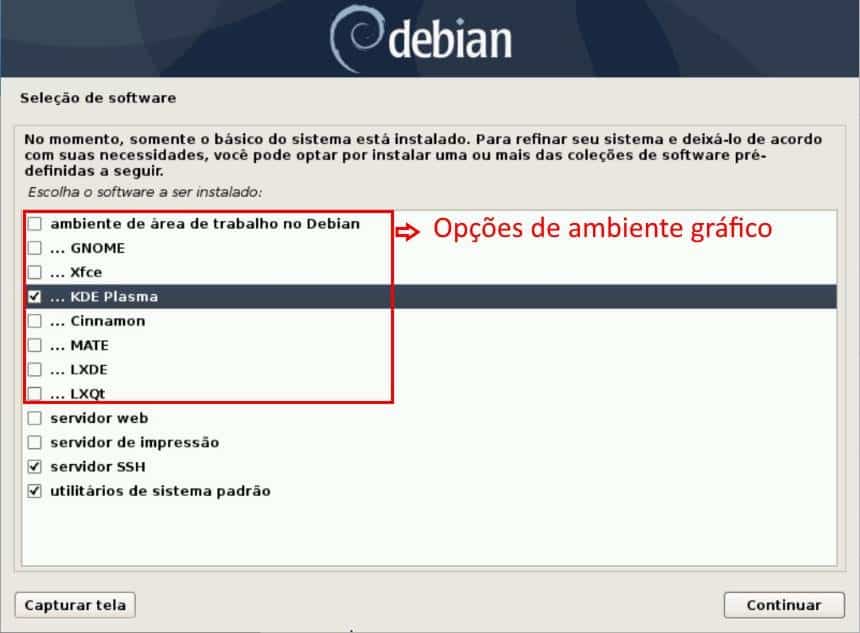 debian
Seleção de software
No momento, somente o básico do sistema está instalado. Para refinar seu sistema e deixá-lo de acordo
com suas necessidades, você pode optar por instalar uma ou mais das coleções de software pré-
definidas a seguir.
Escolha o software a ser instalado:
ambiente de área de trabalho no Debian
Opções de ambiente gráfico
... GNOME
... Xfce
... KDE Plasma
... Cinnamon
... MATE
... LXDE
... LXQt
servidor web
servidor de impressão
servidor SSH
utilitários de sistema padrão
Capturar tela
Continuar